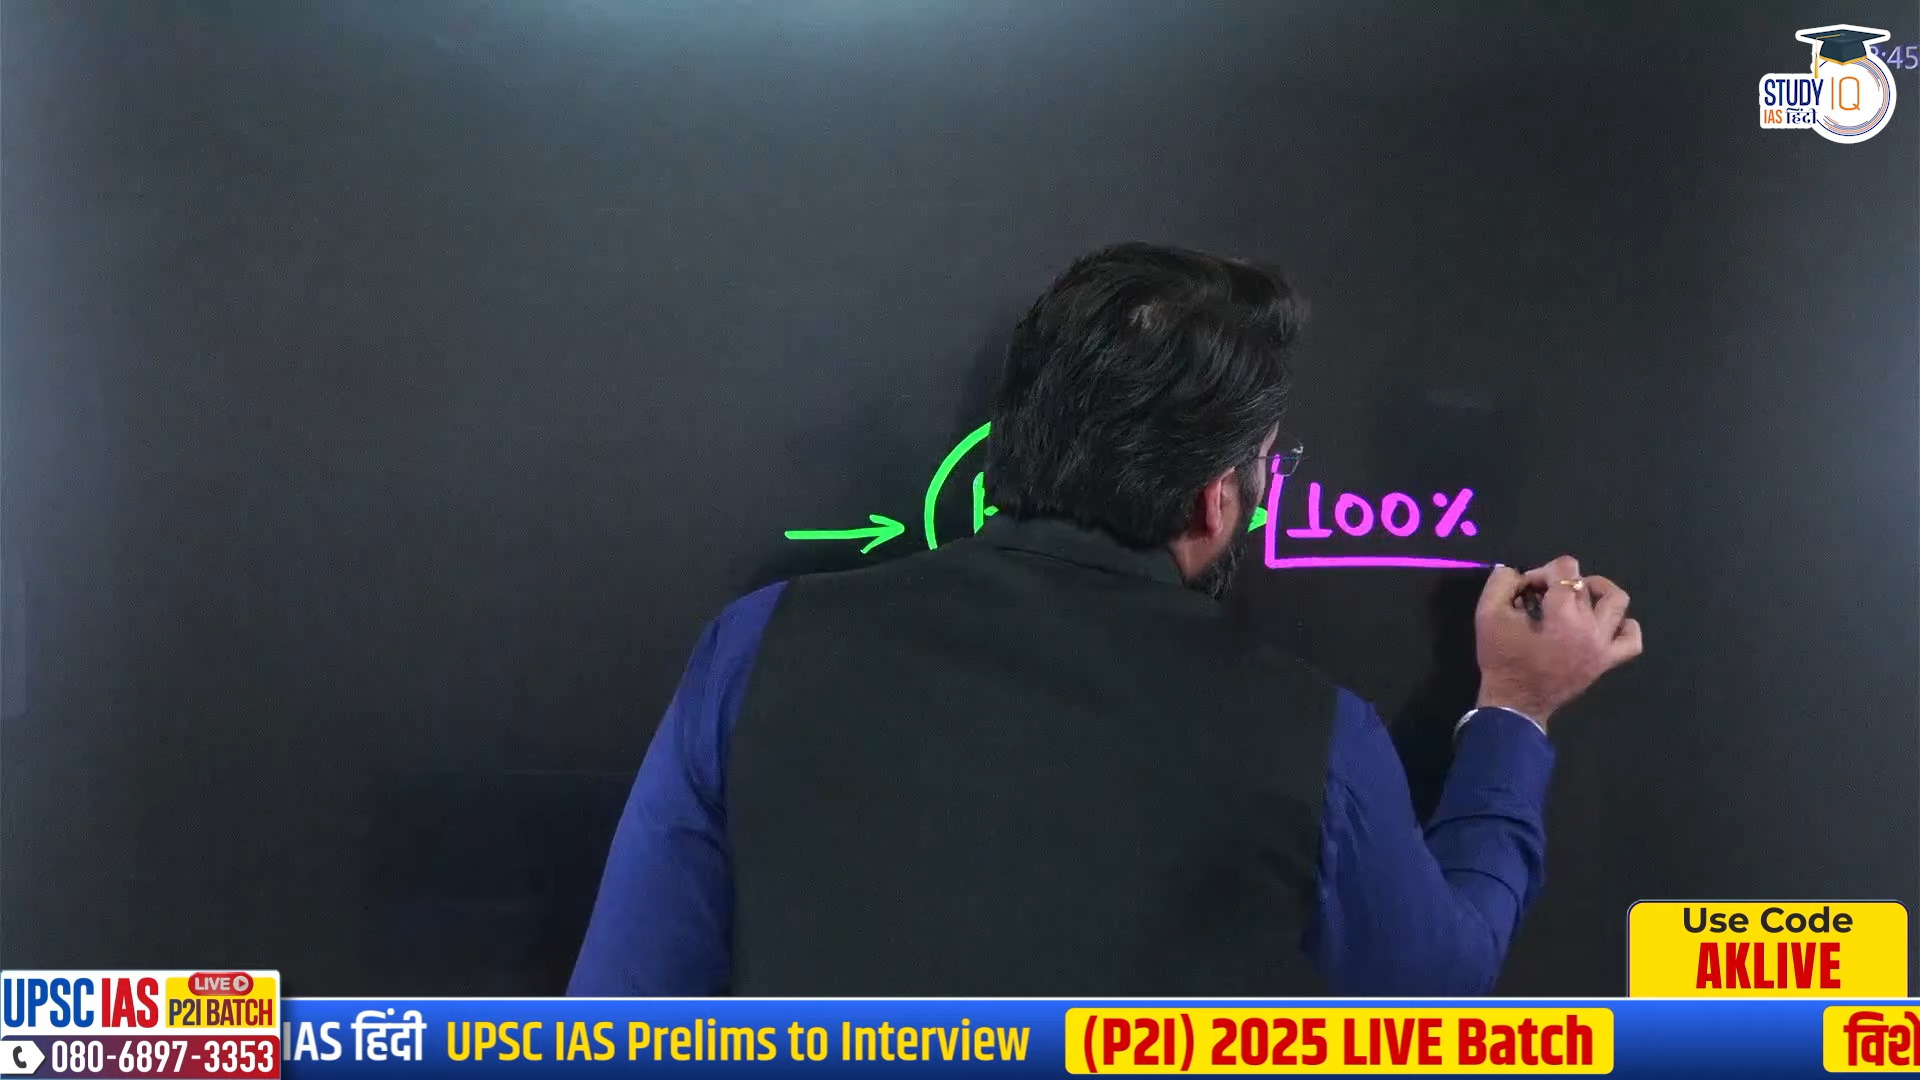 STUDY IQ
IAS हिंदी
:45
100%
Use Code
AKLIVE
UPSC IAS
LIVE
P2I BATCH
080-6897-3353
IAS हिंदी UPSC IAS Prelims to Interview (P2I) 2025 LIVE Batch